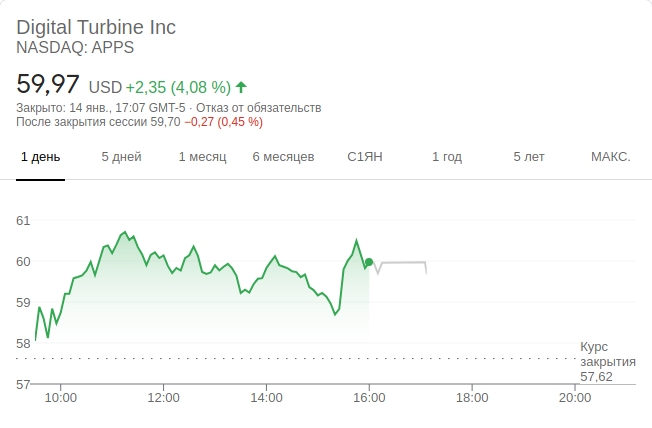 Digital Turbine Inc
NASDAQ: APPS
59,97 USD +2,35 (4,08 %)
Закрыто: 14 янв., 17:07 GMT-5 · Отказ от обязательств
После закрытия сессии 59,70 −0,27 (0,45 %)
1 день 5 дней 1 месяц 6 месяцев С1ЯН 1 год 5 лет МАКС.
61
60
59
58
Курс
закрытия
57,62
57
10:00 12:00 14:00 16:00 18:00 20:00